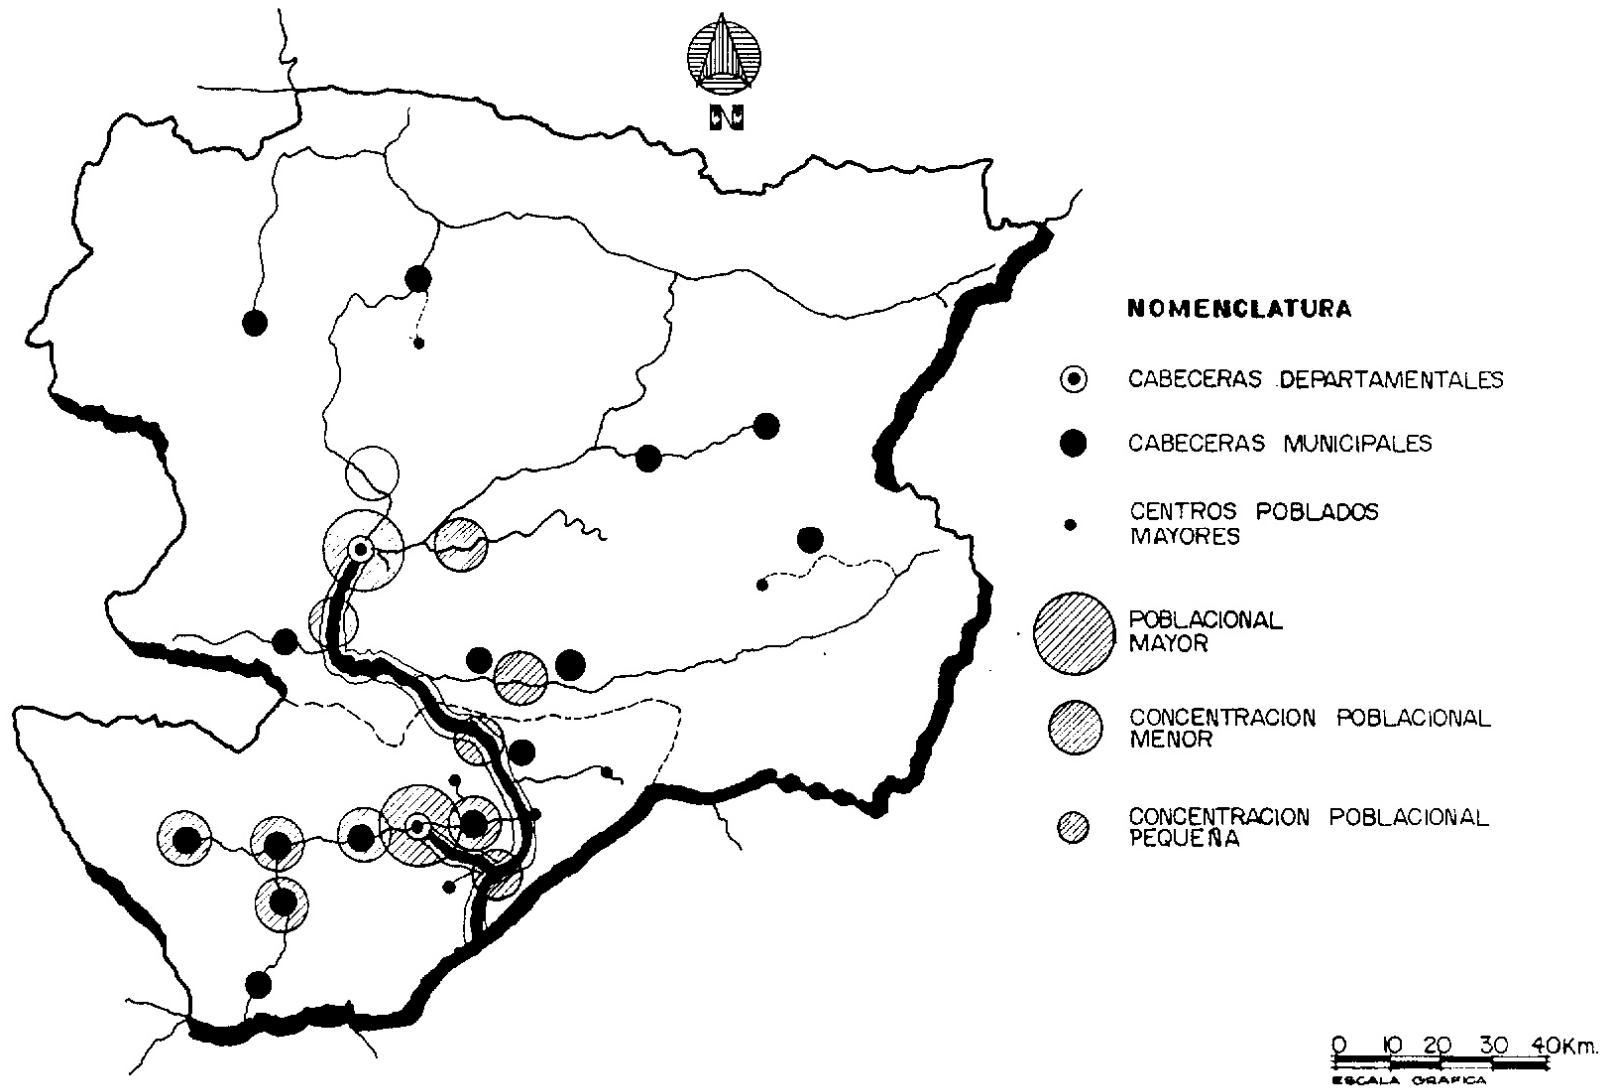 N
NOMENCLATURA
CABECERAS DEPARTAMENTALES
CABECERAS MUNICIPALES
CENTROS POBLADOS
MAYORES
POBLACIONAL
MAYOR
CONCENTRACION POBLACIONAL
MENOR
CONCENTRACION POBLACIONAL
PEQUEÑA
0 10 20 30 40Km.
ESCALA GRAFICA